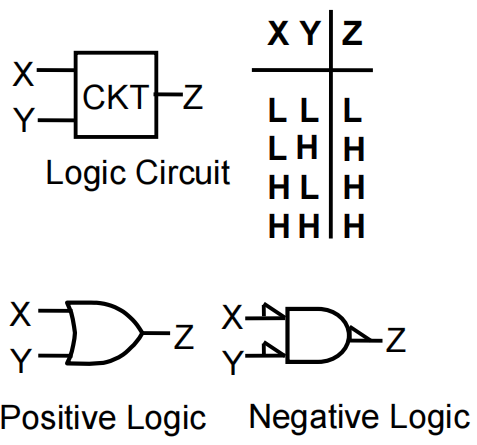 X
Y
CKT
Z
Logic Circuit
X Y Z
L L L
L H H
H L H
H H H
X
Y
Z
Positive Logic
X
Y
Z
Negative Logic